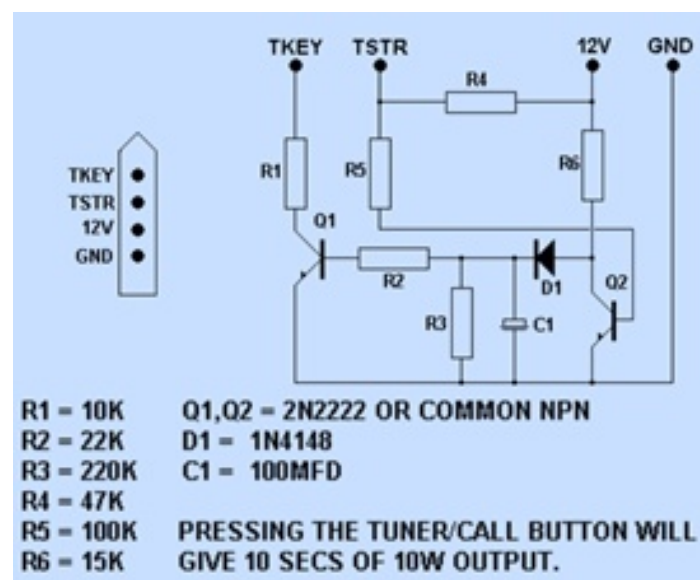 TKEY TSTR 12V GND
R4
R1 R5 R6
TKEY
TSTR
12V
GND
Q1
R2 D1 Q2
R3 C1
R1 = 10K Q1,Q2 = 2N2222 OR COMMON NPN
R2 = 22K D1 = 1N4148
R3 = 220K C1 = 100MFD
R4 = 47K
R5 = 100K PRESSING THE TUNER/CALL BUTTON WILL
R6 = 15K GIVE 10 SECS OF 10W OUTPUT.